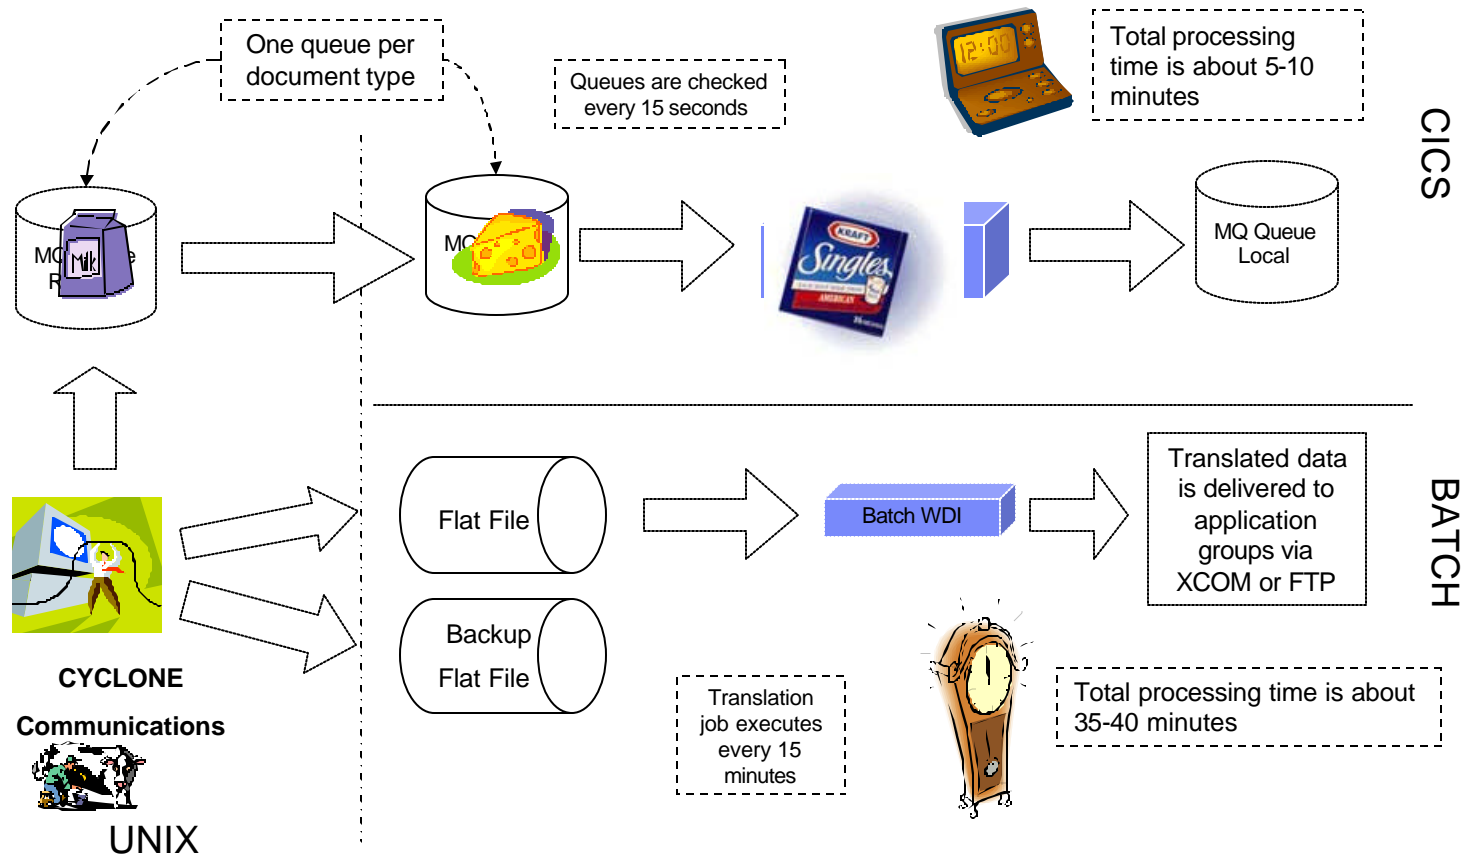 One queue per
document type
Queues are checked
every 15 seconds
12:00
Total processing
time is about 5-10
minutes
CICS
Milk
KRAFT
Singles
AMERICAN
MQ Queue
Local
Flat File
Batch WDI
Translated data
is delivered to
application
groups via
XCOM or FTP
BATCH
Backup
Flat File
CYCLONE
Communications
Translation
job executes
every 15
minutes
Total processing time is about
35-40 minutes
UNIX